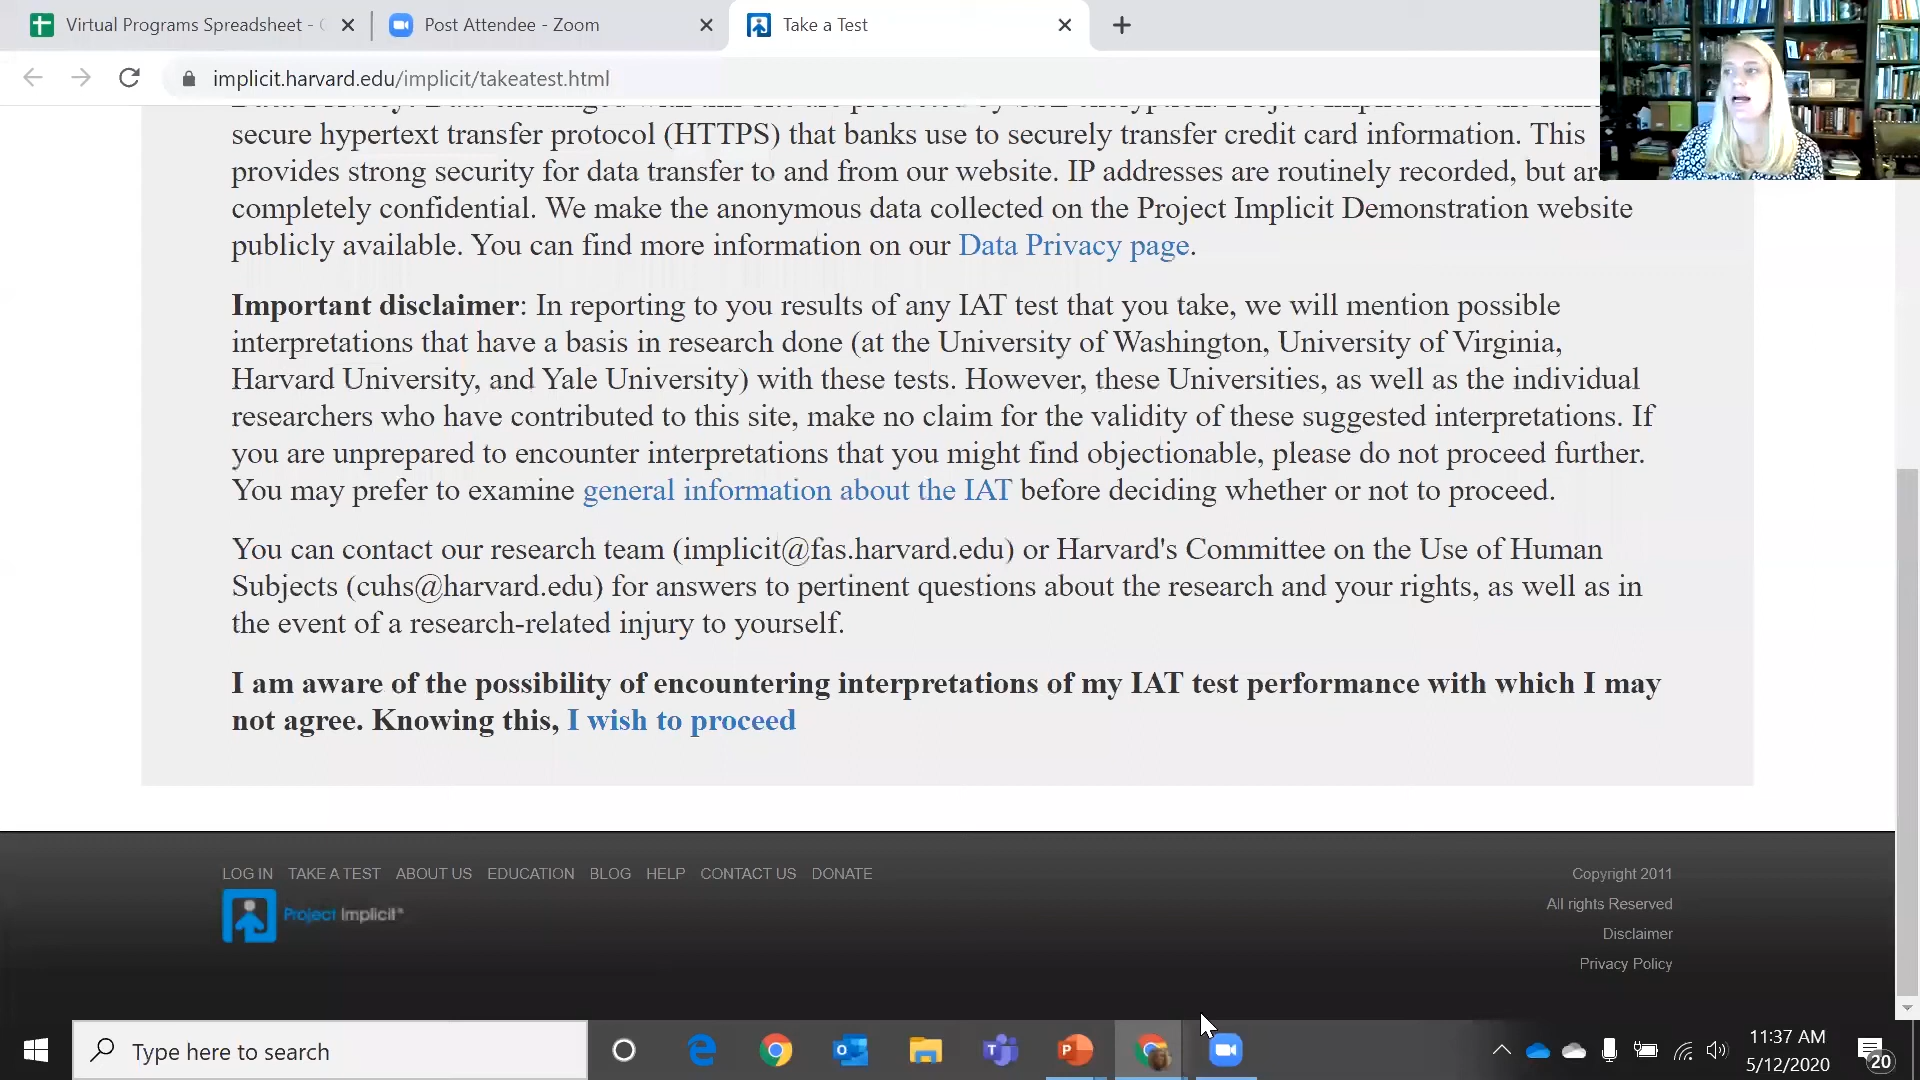 Virtual Programs Spreadsheet -
Post Attendee - Zoom
Take a Test
implicit.harvard.edu/implicit/takeatest.html
secure hypertext transfer protocol (HTTPS) that banks use to securely transfer credit card information. This
provides strong security for data transfer to and from our website. IP addresses are routinely recorded, but are
completely confidential. We make the anonymous data collected on the Project Implicit Demonstration website
publicly available. You can find more information on our Data Privacy page.
Important disclaimer: In reporting to you results of any IAT test that you take, we will mention possible
interpretations that have a basis in research done (at the University of Washington, University of Virginia,
Harvard University, and Yale University) with these tests. However, these Universities, as well as the individual
researchers who have contributed to this site, make no claim for the validity of these suggested interpretations. If
you are unprepared to encounter interpretations that you might find objectionable, please do not proceed further.
You may prefer to examine general information about the IAT before deciding whether or not to proceed.
You can contact our research team (implicit@fas.harvard.edu) or Harvard's Committee on the Use of Human
Subjects (cuhs@harvard.edu) for answers to pertinent questions about the research and your rights, as well as in
the event of a research-related injury to yourself.
I am aware of the possibility of encountering interpretations of my IAT test performance with which I may
not agree. Knowing this, I wish to proceed
LOG IN TAKE A TEST ABOUT US EDUCATION BLOG HELP CONTACT US DONATE
Project Implicit
Copyright 2011
All rights Reserved
Disclaimer
Privacy Policy
Type here to search
11:37 AM
5/12/2020
20